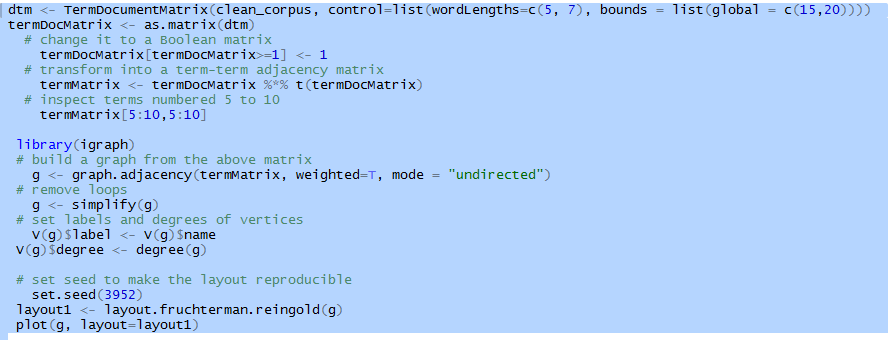 dtm <- TermDocumentMatrix(clean_corpus, control=list(wordLengths=c(5, 7), bounds = list(global = c(15,20))))
termDocMatrix <- as.matrix(dtm)
# change it to a Boolean matrix
termDocMatrix[termDocMatrix>=1] <- 1
# transform into a term-term adjacency matrix
termMatrix <- termDocMatrix %*% t(termDocMatrix)
# inspect terms numbered 5 to 10
termMatrix[5:10,5:10]
library(igraph)
# build a graph from the above matrix
g <- graph.adjacency(termMatrix, weighted=T, mode = "undirected")
# remove loops
g <- simplify(g)
# set labels and degrees of vertices
V(g)$label <- V(g)$name
V(g)$degree <- degree(g)
# set seed to make the layout reproducible
set.seed(3952)
layout1 <- layout.fruchterman.reingold(g)
plot(g, layout=layout1)